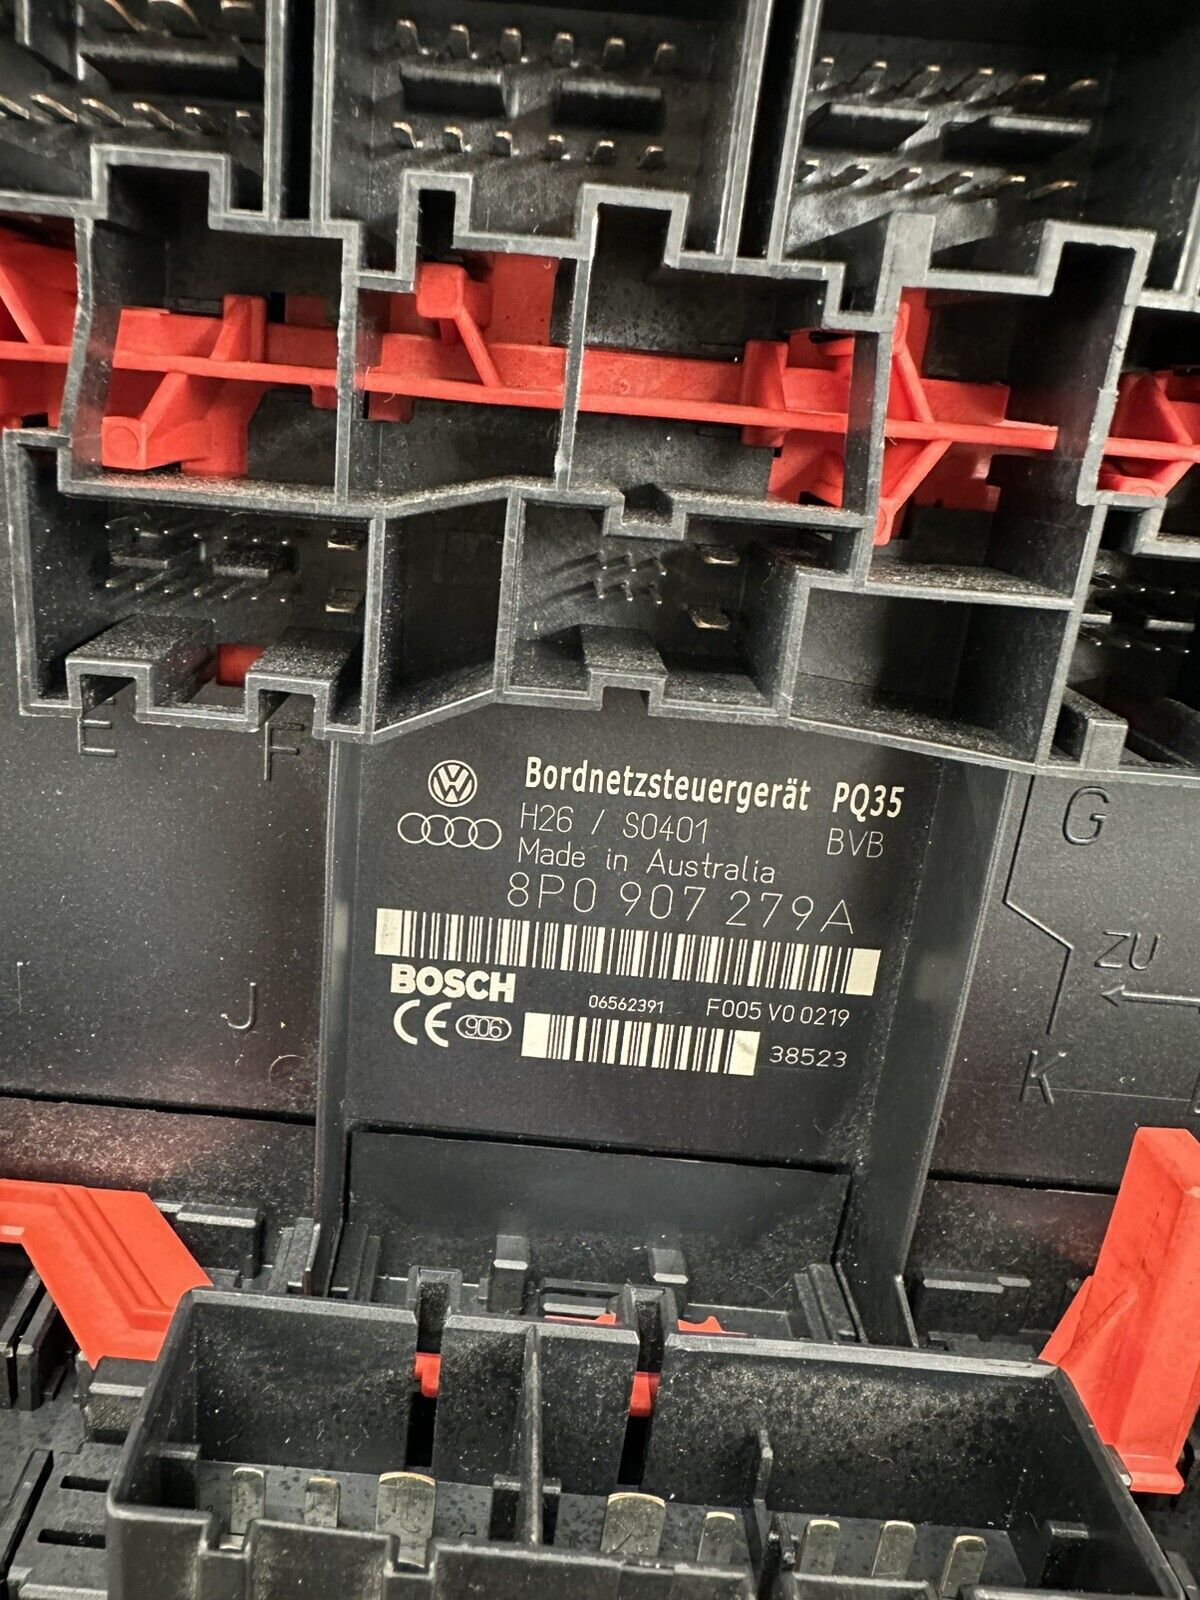 E F
Bordnetzsteuergerät PQ35
H26 / S0401 BVB
Made in Australia
8P0 907 279A
G
ZU
J
BOSCH
06562391 F005 V0 0219
CE 906
38523
K